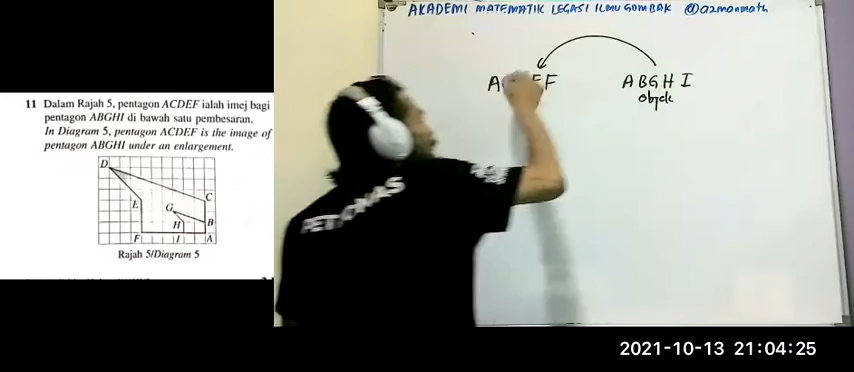 AKADEMI MATEMATIK LEGASI ILMU GOMBAK @azmanmath
ABGHI
objek
11 Dalam Rajah 5, pentagon ACDEF ialah imej bagi
pentagon ABGHI di bawah satu pembesaran.
In Diagram 5, pentagon ACDEF is the image of
pentagon ABGHI under an enlargement.
D
C
E
G
B
H
F
I
A
Rajah 5/Diagram 5
PETRONAS
2021-10-13 21:04:25